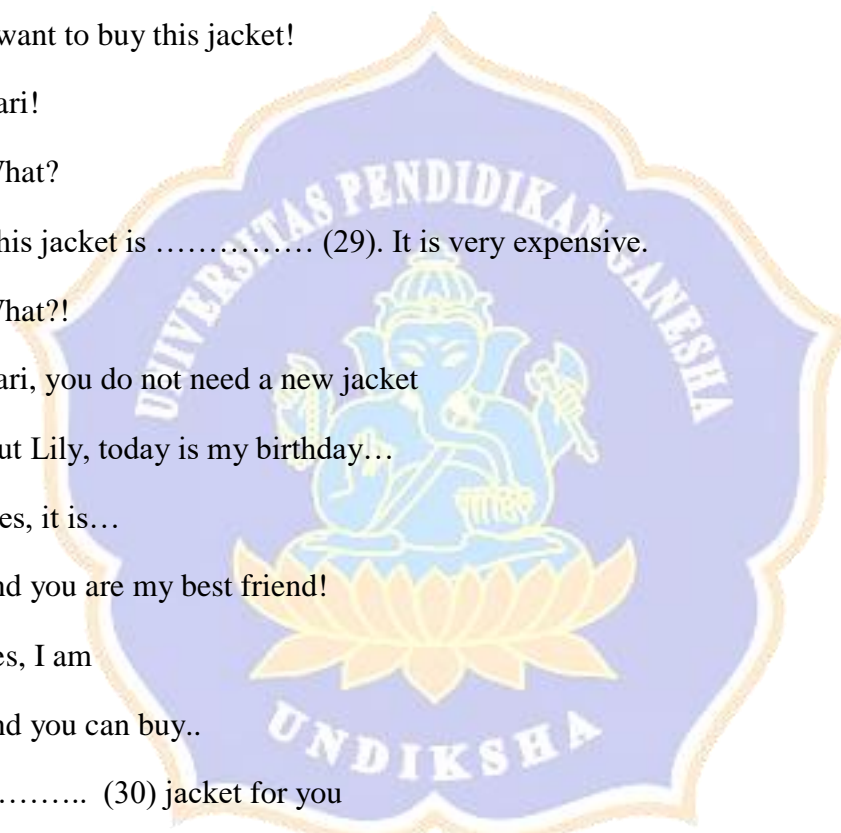 want to buy this jacket!
ari!
What?
his jacket is …………… (29). It is very expensive.
What?!
ari, you do not need a new jacket
ut Lily, today is my birthday…
es, it is…
nd you are my best friend!
es, I am
nd you can buy..
……….. (30) jacket for you
UNIVERSITAS PENDIDIKAN GANESHA
UNDIKSHA